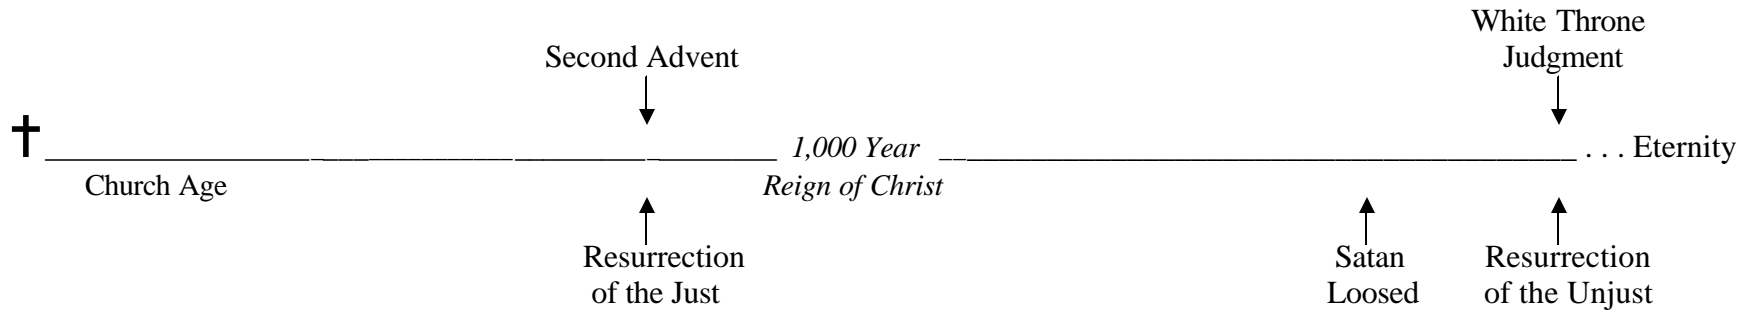 White Throne
Judgment
Second Advent
1,000 Year
. . . Eternity
Church Age
Reign of Christ
Resurrection
of the Just
Satan
Loosed
Resurrection
of the Unjust